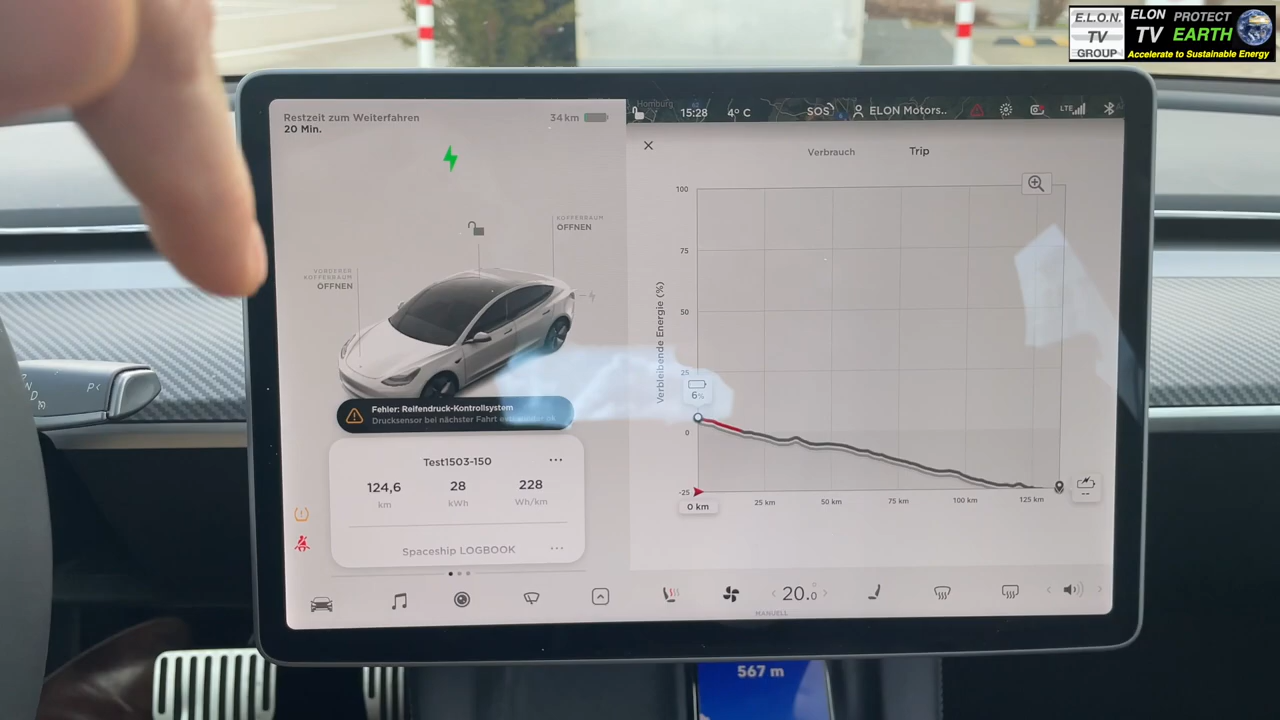 E.L.O.N.
TV
GROUP
ELON PROTECT
TV EARTH
Accelerate to Sustainable Energy
Restzeit zum Weiterfahren
20 Min.
34 km
Homburg
15:28
4° C
SOS
ELON Motors..
LTE
Verbrauch
Trip
KOFFERRAUM
ÖFFNEN
VORDERER
KOFFERRAUM
ÖFFNEN
Fehler: Reifendruck-Kontrollsystem
Drucksensor bei nächster Fahrt
Test1503-150
...
124,6
28
228
km
kWh
Wh/km
Spaceship LOGBOOK
...
Verbleibende Energie (%)
100
75
50
25
0
-25
6%
0 km
25 km
50 km
75 km
100 km
125 km
--
20.0
MANUELL
N
D
P
567 m